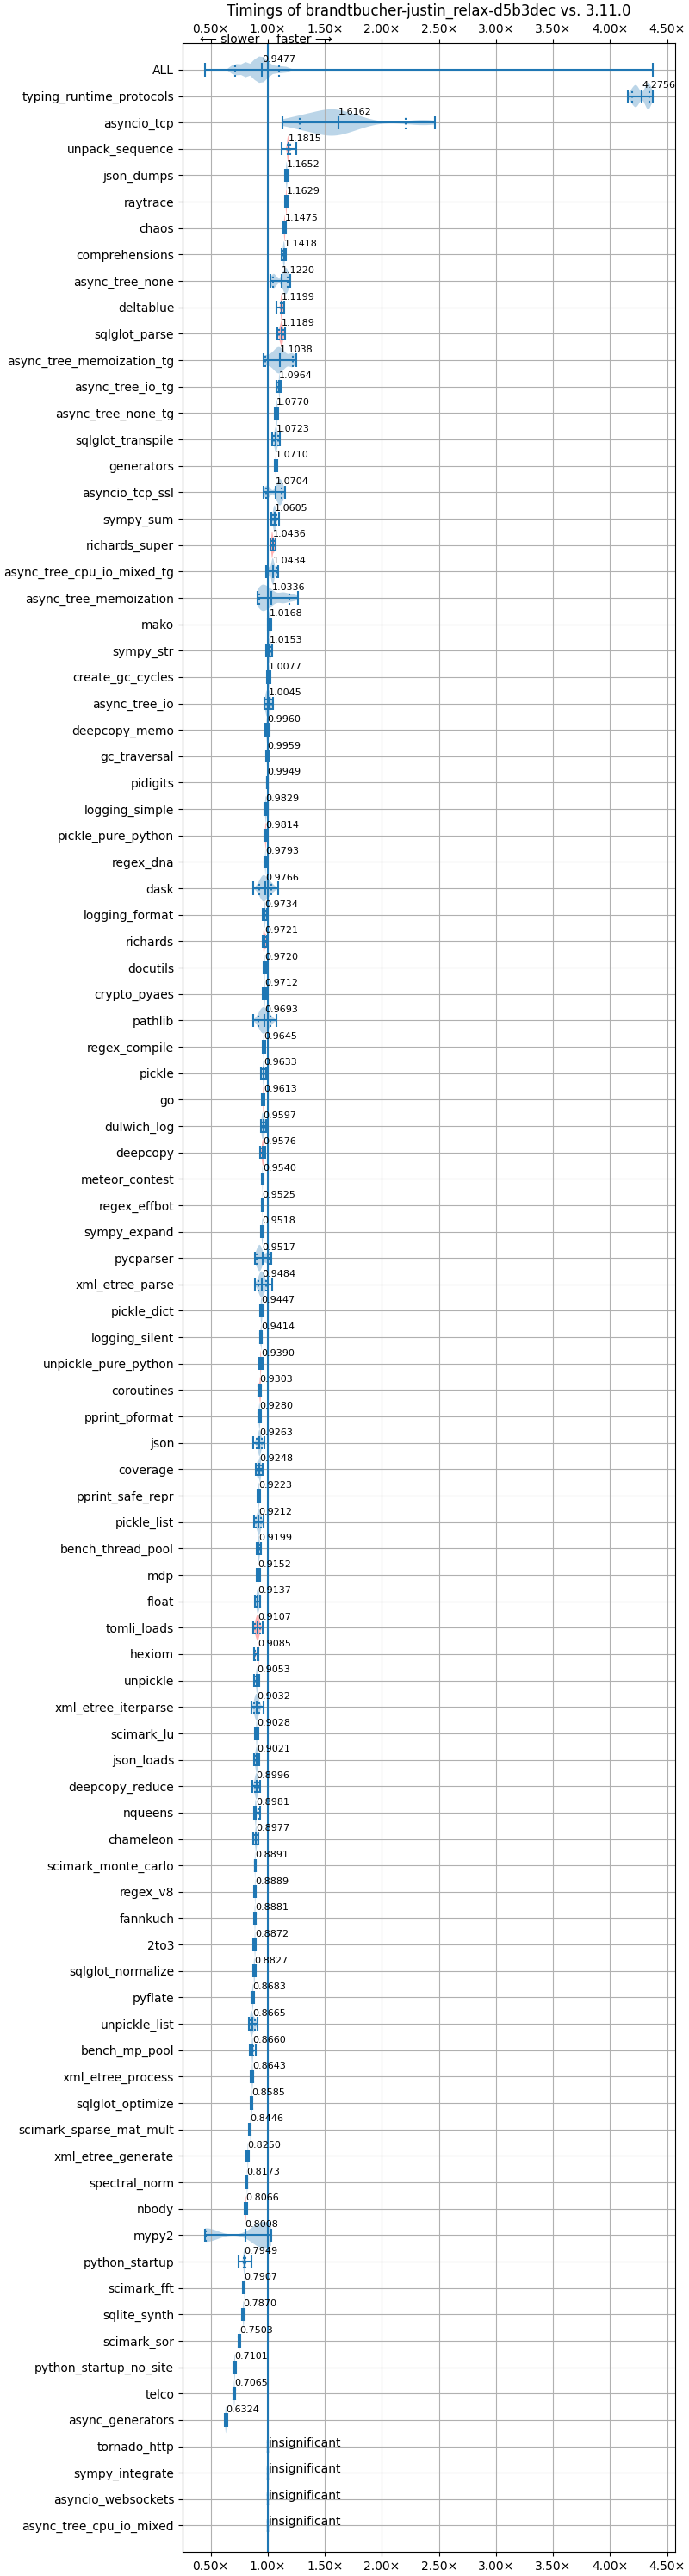 Timings of brandtbucher-justin_relax-d5b3dec vs. 3.11.0
0.50× 1.00× 1.50× 2.00× 2.50× 3.00× 3.50× 4.00× 4.50×
⟵ slower faster ⟶
ALL 0.9477
typing_runtime_protocols 4.2756
asyncio_tcp 1.6162
unpack_sequence 1.1815
json_dumps 1.1652
raytrace 1.1629
chaos 1.1475
comprehensions 1.1418
async_tree_none 1.1220
deltablue 1.1199
sqlglot_parse 1.1189
async_tree_memoization_tg 1.1038
async_tree_io_tg 1.0964
async_tree_none_tg 1.0770
sqlglot_transpile 1.0723
generators 1.0710
asyncio_tcp_ssl 1.0704
sympy_sum 1.0605
richards_super 1.0436
async_tree_cpu_io_mixed_tg 1.0434
async_tree_memoization 1.0336
mako 1.0168
sympy_str 1.0153
create_gc_cycles 1.0077
async_tree_io 1.0045
deepcopy_memo 0.9960
gc_traversal 0.9959
pidigits 0.9949
logging_simple 0.9829
pickle_pure_python 0.9814
regex_dna 0.9793
dask 0.9766
logging_format 0.9734
richards 0.9721
docutils 0.9720
crypto_pyaes 0.9712
pathlib 0.9693
regex_compile 0.9645
pickle 0.9633
go 0.9613
dulwich_log 0.9597
deepcopy 0.9576
meteor_contest 0.9540
regex_effbot 0.9525
sympy_expand 0.9518
pycparser 0.9517
xml_etree_parse 0.9484
pickle_dict 0.9447
logging_silent 0.9414
unpickle_pure_python 0.9390
coroutines 0.9303
pprint_pformat 0.9280
json 0.9263
coverage 0.9248
pprint_safe_repr 0.9223
pickle_list 0.9212
bench_thread_pool 0.9199
mdp 0.9152
float 0.9137
tomli_loads 0.9107
hexiom 0.9085
unpickle 0.9053
xml_etree_iterparse 0.9032
scimark_lu 0.9028
json_loads 0.9021
deepcopy_reduce 0.8996
nqueens 0.8981
chameleon 0.8977
scimark_monte_carlo 0.8891
regex_v8 0.8889
fannkuch 0.8881
2to3 0.8872
sqlglot_normalize 0.8827
pyflate 0.8683
unpickle_list 0.8665
bench_mp_pool 0.8660
xml_etree_process 0.8643
sqlglot_optimize 0.8585
scimark_sparse_mat_mult 0.8446
xml_etree_generate 0.8250
spectral_norm 0.8173
nbody 0.8066
mypy2 0.8008
python_startup 0.7949
scimark_fft 0.7907
sqlite_synth 0.7870
scimark_sor 0.7503
python_startup_no_site 0.7101
telco 0.7065
async_generators 0.6324
tornado_http insignificant
sympy_integrate insignificant
asyncio_websockets insignificant
async_tree_cpu_io_mixed insignificant
0.50× 1.00× 1.50× 2.00× 2.50× 3.00× 3.50× 4.00× 4.50×